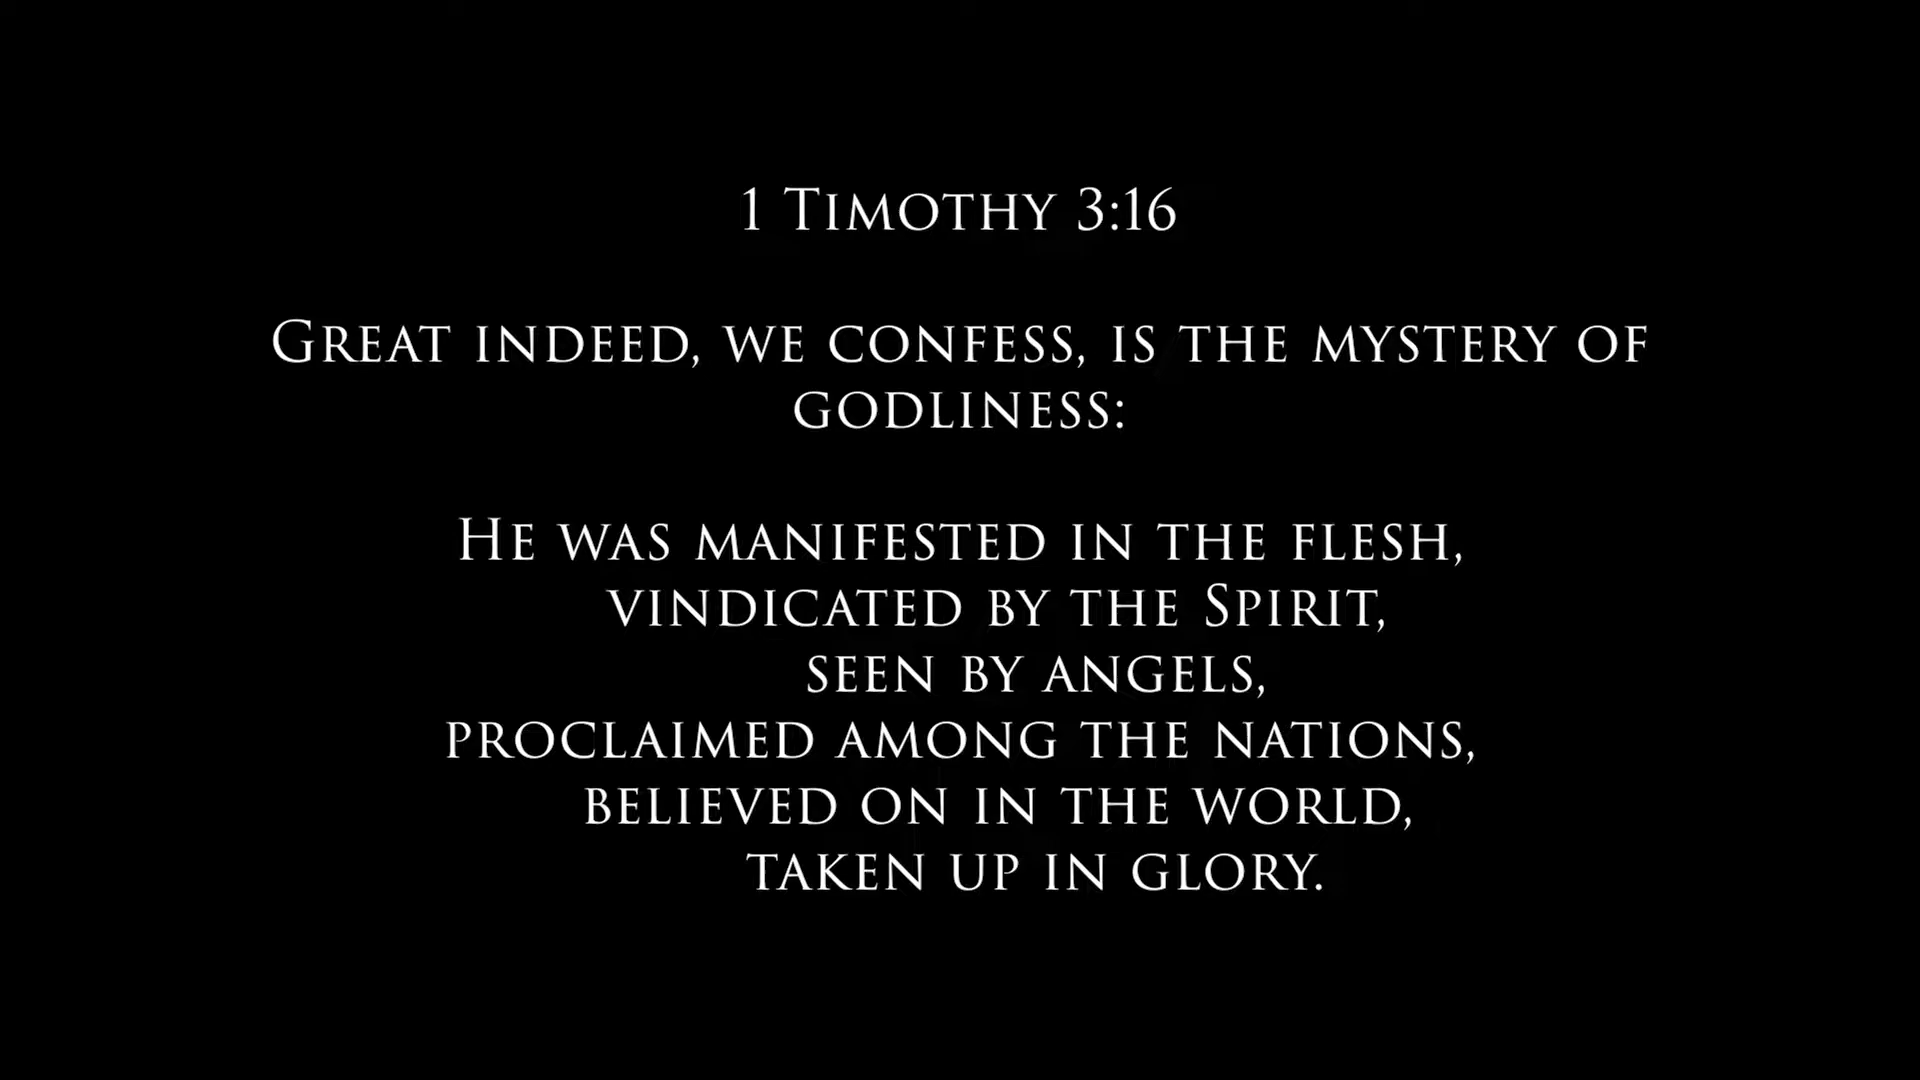 1 Timothy 3:16
Great indeed, we confess, is the mystery of
godliness:
He was manifested in the flesh,
vindicated by the Spirit,
seen by angels,
proclaimed among the nations,
believed on in the world,
taken up in glory.